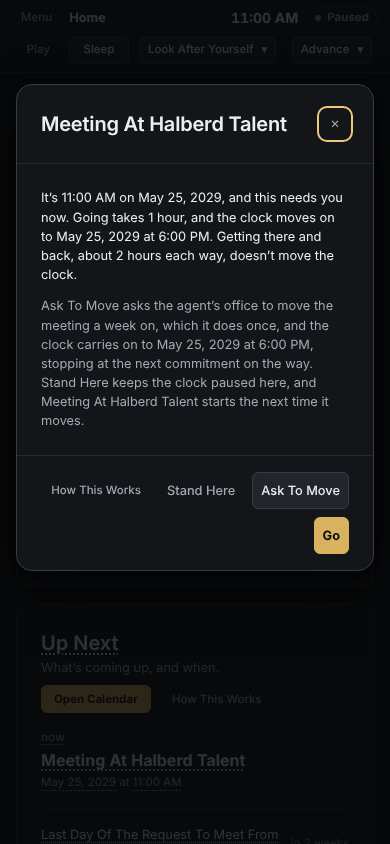 Menu Home 11:00 AM Paused
Play Sleep Look After Yourself Advance
Meeting At Halberd Talent
It's 11:00 AM on May 25, 2029, and this needs you
now. Going takes 1 hour, and the clock moves on
to May 25, 2029 at 6:00 PM. Getting there and
back, about 2 hours each way, doesn't move the
clock.
Ask To Move asks the agent's office to move the
meeting a week on, which it does once, and the
clock carries on to May 25, 2029 at 6:00 PM,
stopping at the next commitment on the way.
Stand Here keeps the clock paused here, and
Meeting At Halberd Talent starts the next time it
moves.
How This Works Stand Here Ask To Move
Go
Up Next
What's coming up, and when.
Open Calendar How This Works
now
Meeting At Halberd Talent
May 25, 2029 at 11:00 AM
Last Day Of The Request To Meet From